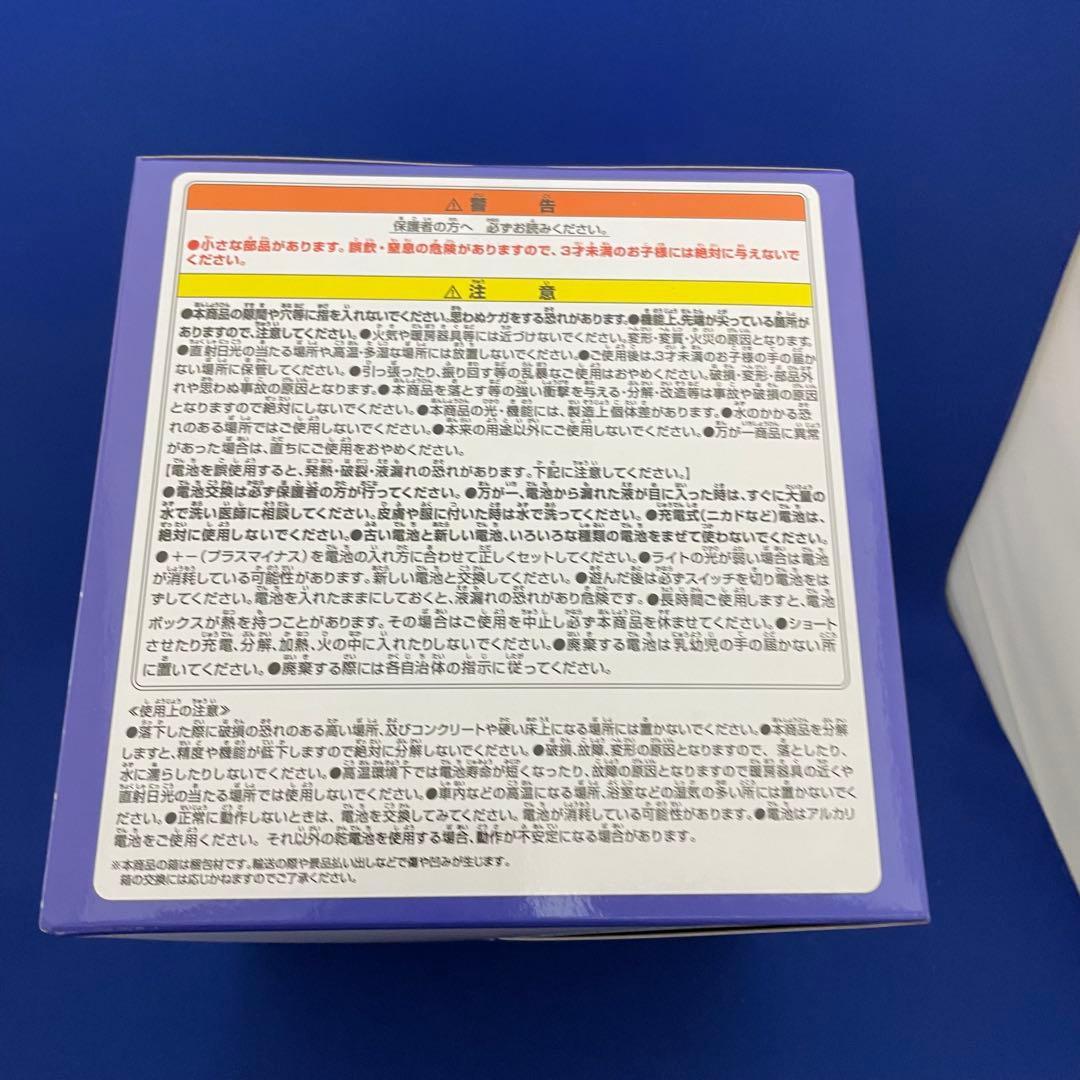 ⚠警告
保護者の方へ 必ずお読みください。
●小さな部品があります。誤飲・窒息の危険がありますので、3才未満のお子様には絶対に与えないで
ください。
⚠注意
●本商品の隙間や穴等に指を入れないでください。思わぬケガをする恐れがあります。●機能上、先端が尖っている箇所が
ありますので、注意してください。●火気や暖房器具等には近づけないでください。変形・変質・火災の原因となります。
●直射日光の当たる場所や高温・多湿な場所には放置しないでください。●ご使用後は、3才未満のお子様の手の届か
ない場所に保管してください。●引っ張ったり、振り回す等の乱暴なご使用はおやめください。破損・変形・部品外
れや思わぬ事故の原因となります。●本商品を落とす等の強い衝撃を与える・分解・改造等は事故や破損の原因
となりますので絶対にしないでください。●本商品の光・機能には、製造上個体差があります。●水のかかる恐
れのある場所ではご使用しないでください。●本来の用途以外にご使用しないでください。●万が一商品に異常
があった場合は、直ちにご使用をおやめください。
【電池を誤使用すると、発熱・破裂・液漏れの恐れがあります。下記に注意してください。】
●電池交換は必ず保護者の方が行ってください。●万が一、電池から漏れた液が目に入った時は、すぐに大量の
水で洗い医師に相談してください。皮膚や服に付いた時は水で洗ってください。●充電式(ニカドなど)電池は、
絶対に使用しないでください。●古い電池と新しい電池、いろいろな種類の電池をまぜて使わないでください。
●+−(プラスマイナス)を電池の入れ方に合わせて正しくセットしてください。●ライトの光が弱い場合は電池
が消耗している可能性があります。新しい電池と交換してください。●遊んだ後は必ずスイッチを切り電池をは
ずしてください。電池を入れたままにしておくと、液漏れの恐れがあり危険です。●長時間ご使用しますと、電池
ボックスが熱を持つことがあります。その場合はご使用を中止し必ず本商品を休ませてください。●ショート
させたり充電、分解、加熱、火の中に入れたりしないでください。●廃棄する電池は乳幼児の手の届かない所
に置いてください。●廃棄する際には各自治体の指示に従ってください。
≪使用上の注意≫
●落下した際に破損の恐れのある高い場所、及びコンクリートや硬い床上になる場所には置かないでください。●本商品を分解
しますと、精度や機能が低下しますので絶対に分解しないでください。●破損、故障、変形の原因となりますので、落としたり、
水に濡らしたりしないでください。●高温環境下では電池寿命が短くなったり、故障の原因となりますので暖房器具の近くや
直射日光の当たる場所では使用しないでください。●車内などの高温になる場所、浴室などの湿気の多い所には置かないでく
ださい。●正常に動作しないときは、電池を交換してみてください。電池が消耗している可能性があります。●電池はアルカリ
電池をご使用ください。それ以外の乾電池を使用する場合、動作が不安定になる場合があります。
※本商品の箱は梱包材です。輸送の際や景品払い出しなどで傷や凹みが生じます。
箱の交換には応じかねますのでご了承ください。